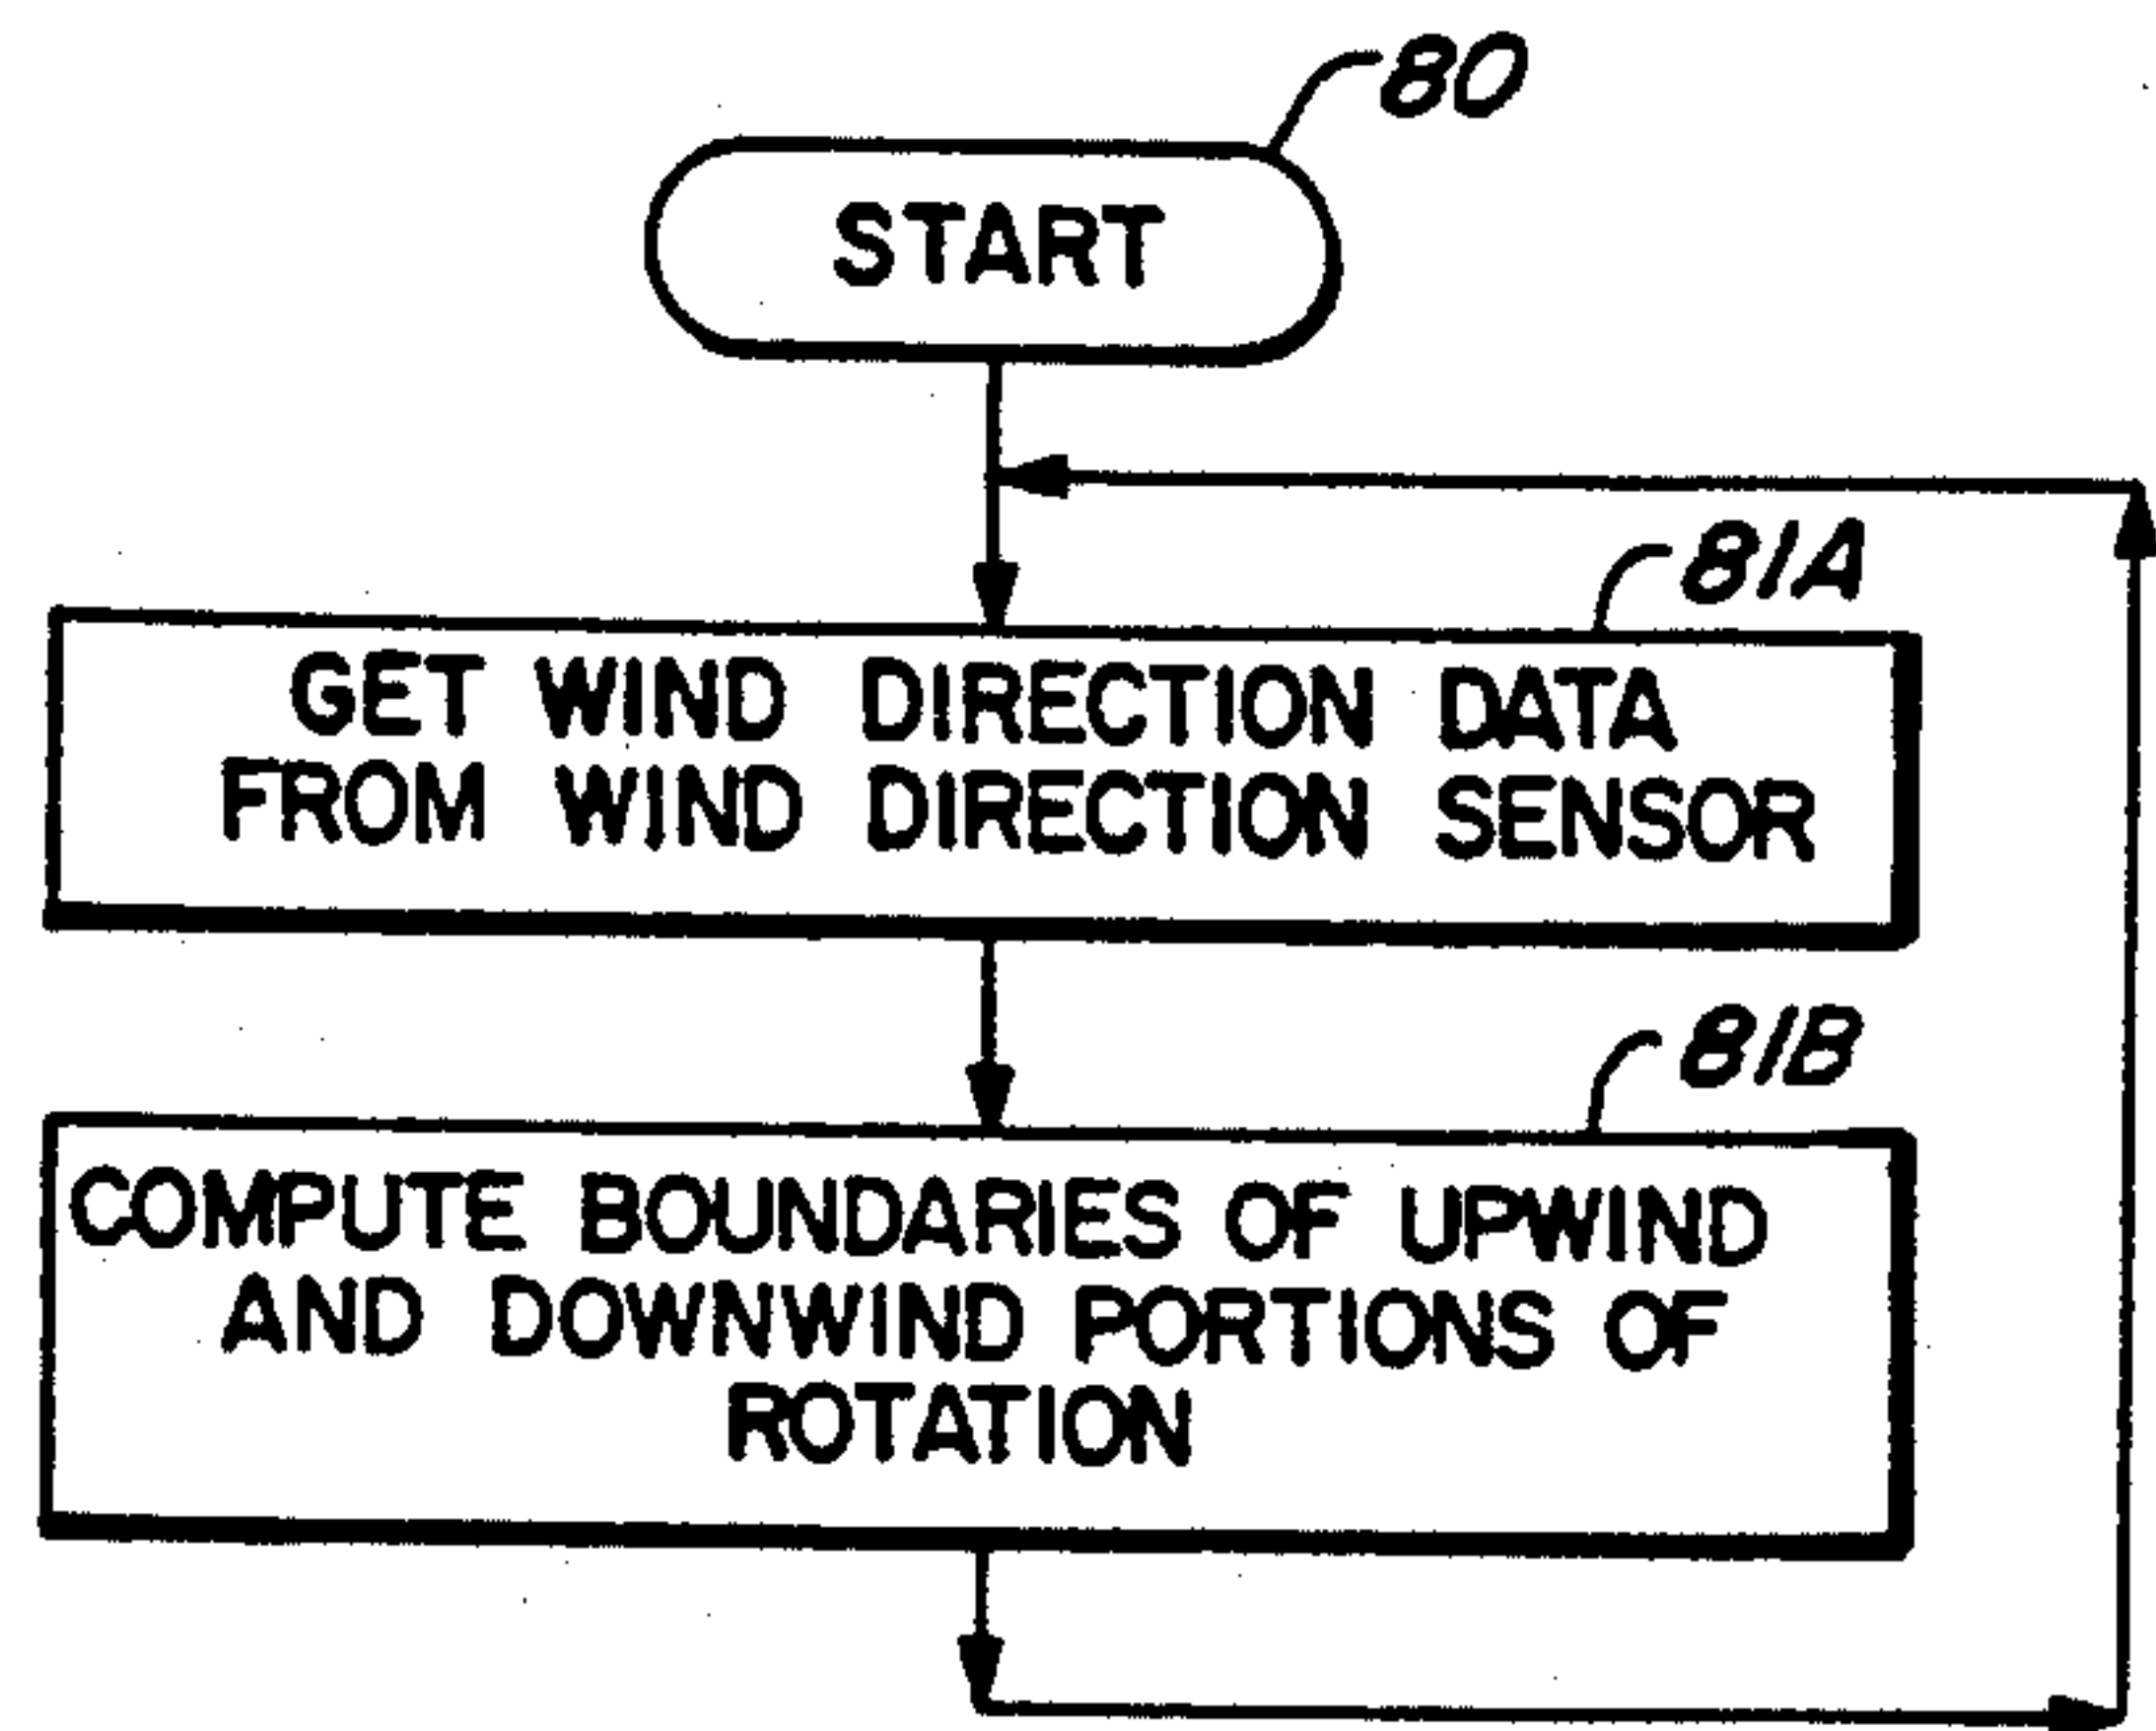 80
START
81A
GET WIND DIRECTION DATA
FROM WIND DIRECTION SENSOR
81B
COMPUTE BOUNDARIES OF UPWIND
AND DOWNWIND PORTIONS OF
ROTATION